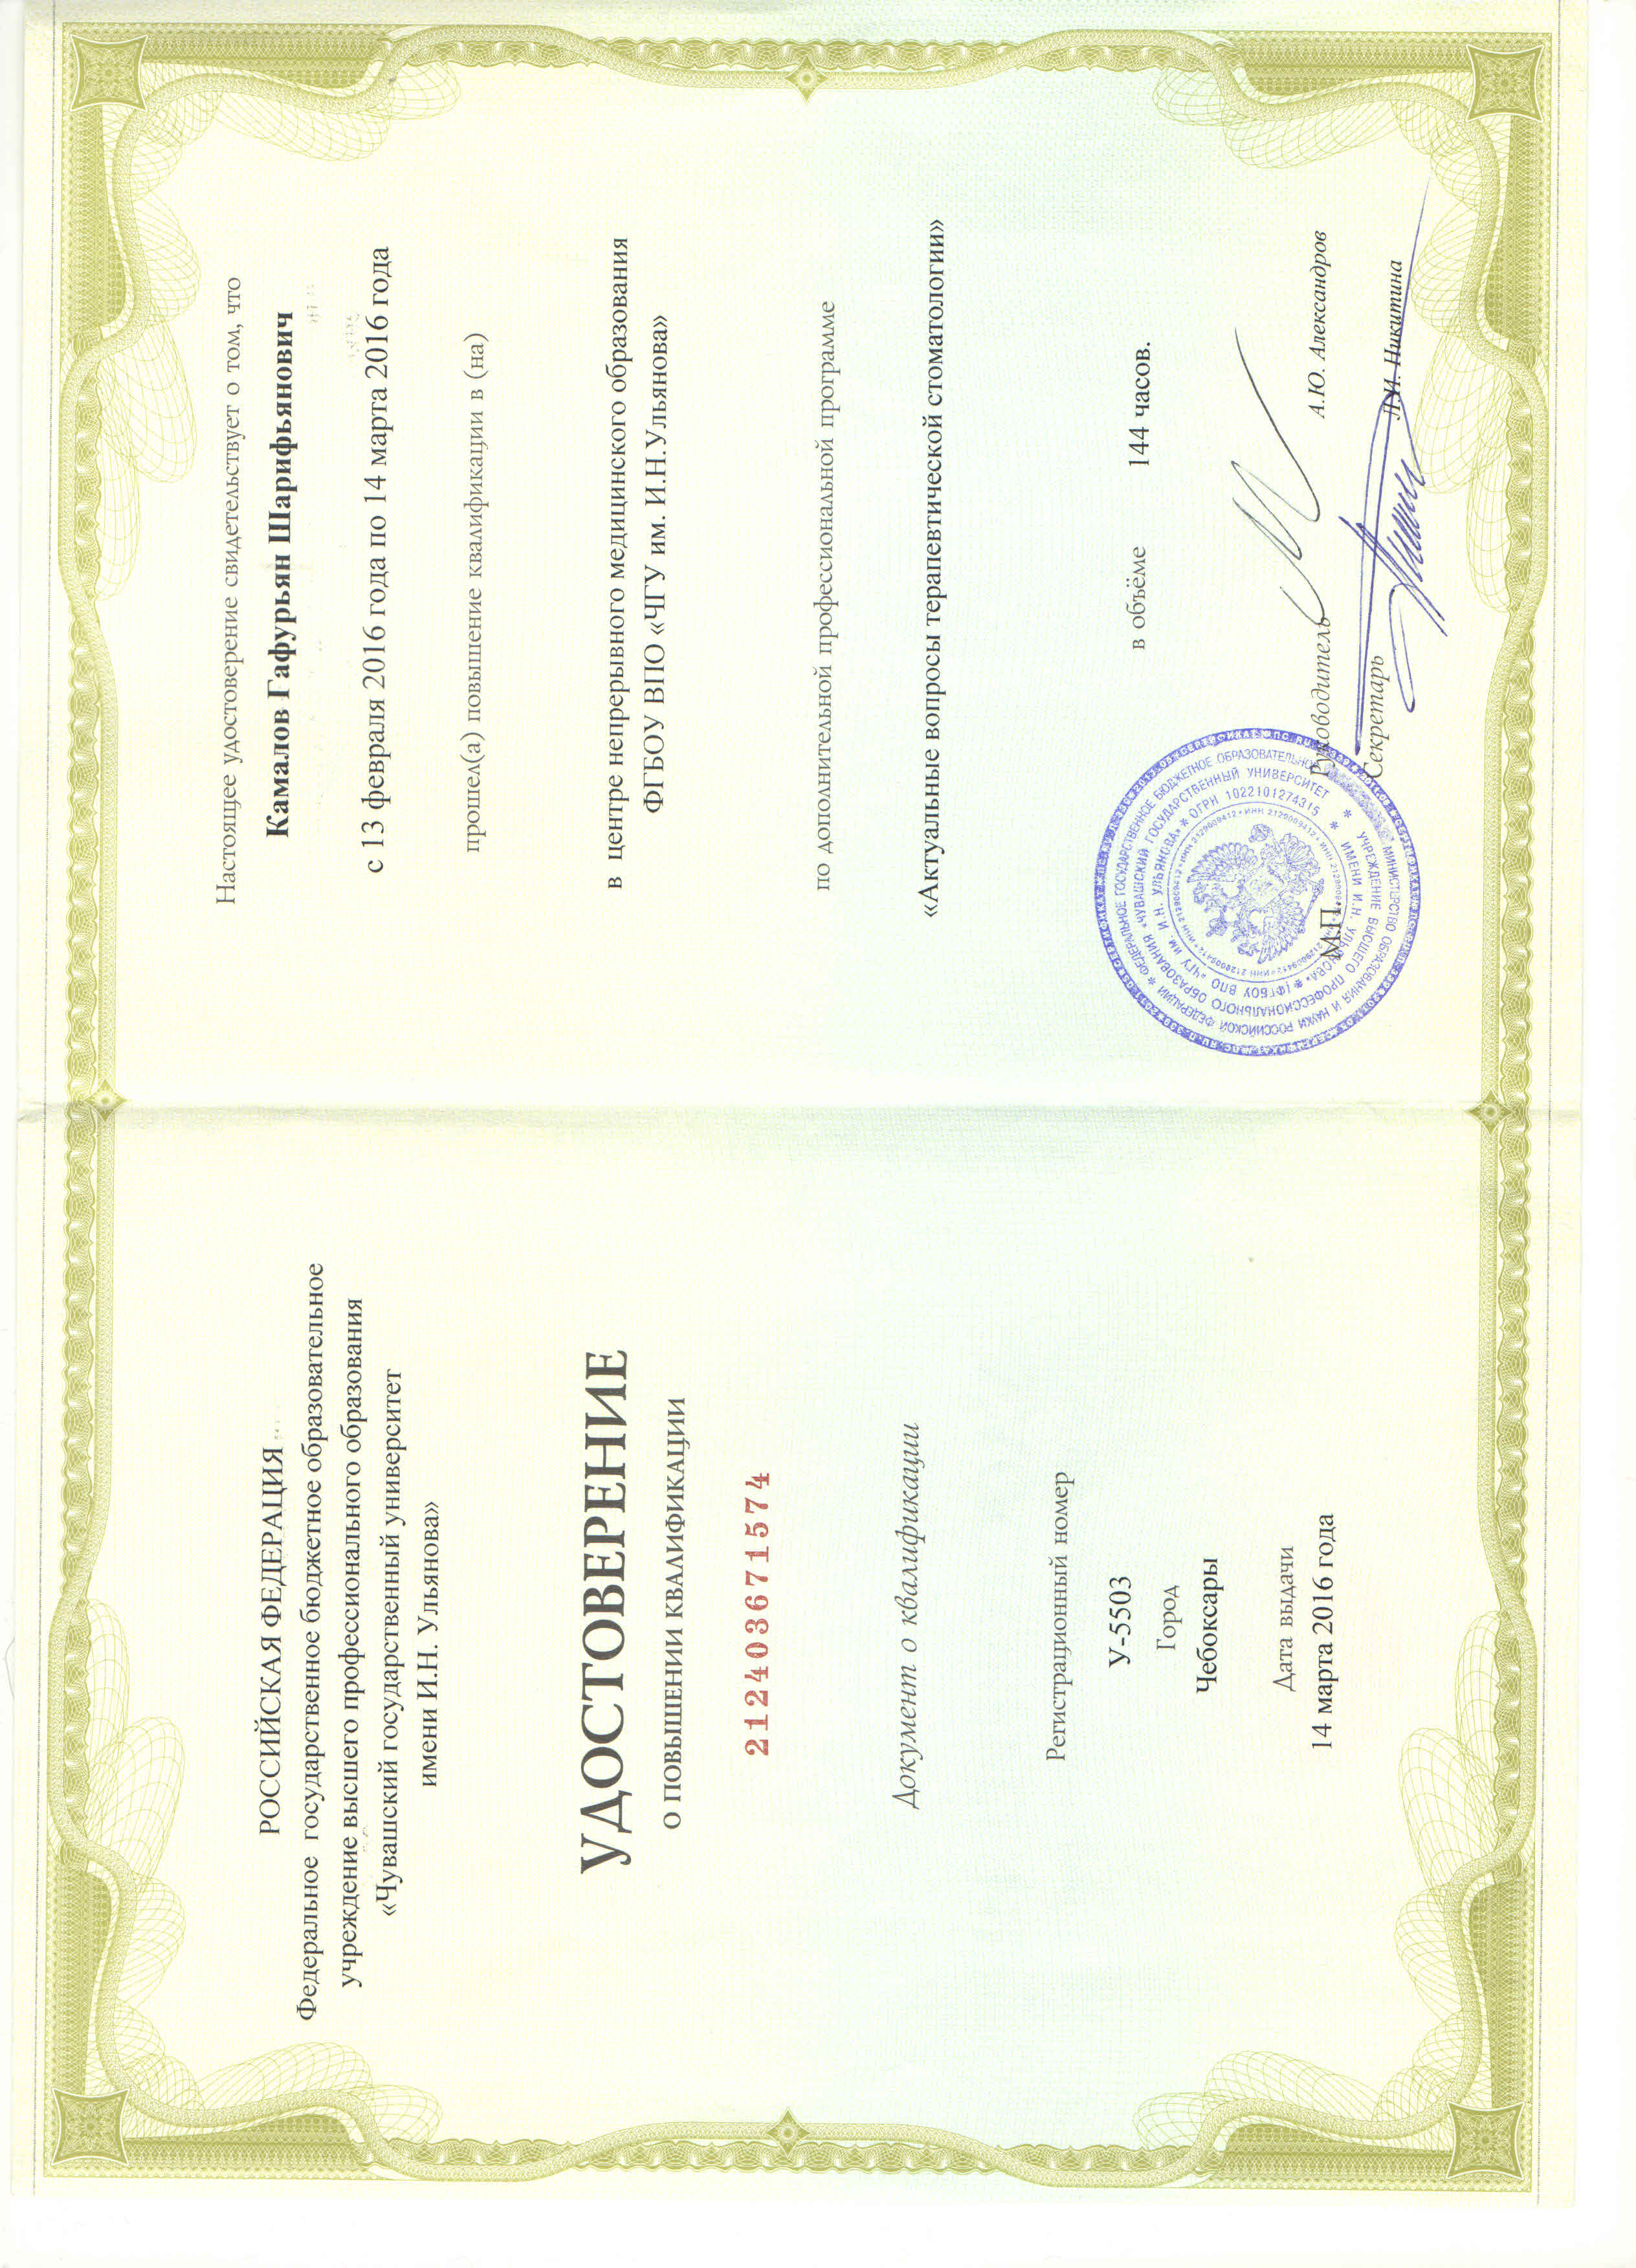 РОССИЙСКАЯ ФЕДЕРАЦИЯ
Федеральное государственное бюджетное образовательное
учреждение высшего профессионального образования
«Чувашский государственный университет
имени И.Н. Ульянова»
УДОСТОВЕРЕНИЕ
О ПОВЫШЕНИИ КВАЛИФИКАЦИИ
212403671574
Документ о квалификации
Регистрационный номер
У-5503
Город
Чебоксары
Дата выдачи
14 марта 2016 года
Настоящее удостоверение свидетельствует о том, что
Камалов Гафурьян Шарифьянович
с 13 февраля 2016 года по 14 марта 2016 года
прошел(а) повышение квалификации в (на)
в центре непрерывного медицинского образования
ФГБОУ ВПО «ЧГУ им. И.Н.Ульянова»
по дополнительной профессиональной программе
«Актуальные вопросы терапевтической стоматологии»
в объёме 144 часов.
МИНИСТЕРСТВО ОБРАЗОВАНИЯ И НАУКИ РОССИЙСКОЙ ФЕДЕРАЦИИ * ФЕДЕРАЛЬНОЕ ГОСУДАРСТВЕННОЕ БЮДЖЕТНОЕ ОБРАЗОВАТЕЛЬНОЕ
УЧРЕЖДЕНИЕ ВЫСШЕГО ПРОФЕССИОНАЛЬНОГО ОБРАЗОВАНИЯ «ЧУВАШСКИЙ ГОСУДАРСТВЕННЫЙ УНИВЕРСИТЕТ
ИМЕНИ И.Н. УЛЬЯНОВА» * (ФГБОУ ВПО «ЧГУ им. И.Н. УЛЬЯНОВА») * ОГРН 1022101274315 *
ИНН 2129009412
М.П.
Руководитель А.Ю. Александров
Секретарь Л.И. Никитина